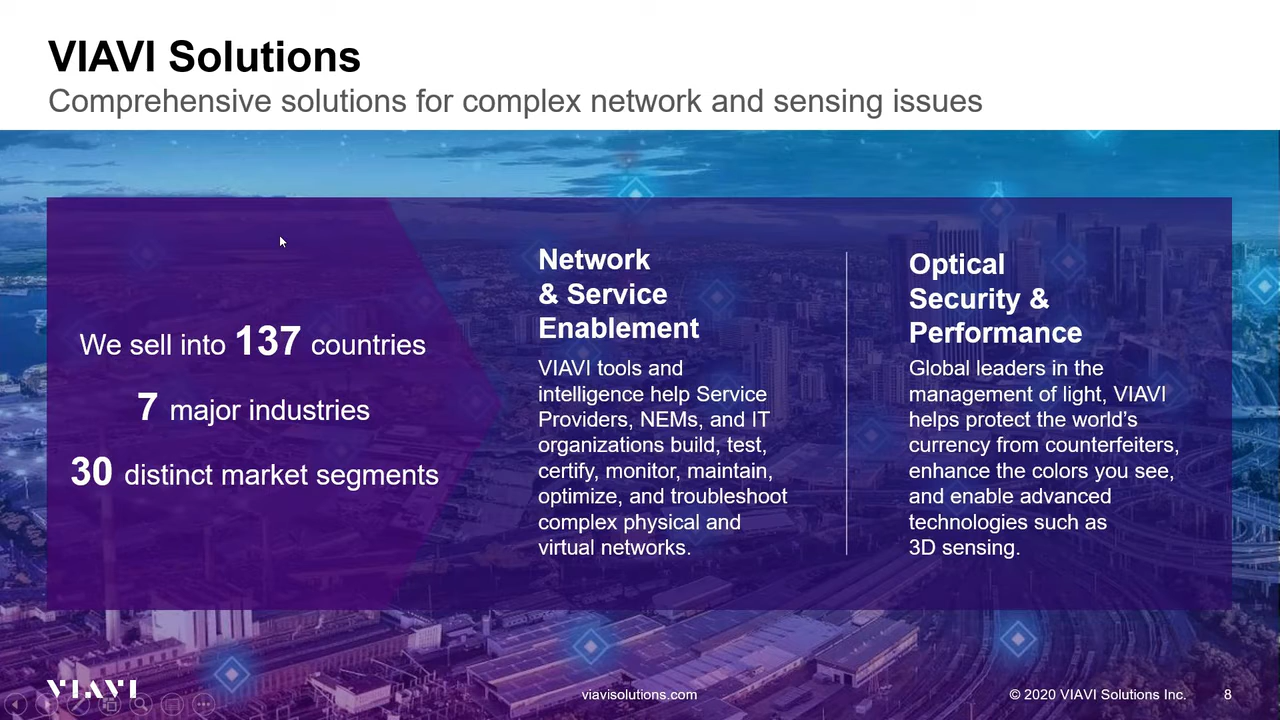 VIAVI Solutions
Comprehensive solutions for complex network and sensing issues
We sell into 137 countries
7 major industries
30 distinct market segments
Network
& Service
Enablement
VIAVI tools and
intelligence help Service
Providers, NEMs, and IT
organizations build, test,
certify, monitor, maintain,
optimize, and troubleshoot
complex physical and
virtual networks.
Optical
Security &
Performance
Global leaders in the
management of light, VIAVI
helps protect the world’s
currency from counterfeiters,
enhance the colors you see,
and enable advanced
technologies such as
3D sensing.
VIAVI
viavisolutions.com
© 2020 VIAVI Solutions Inc.
8